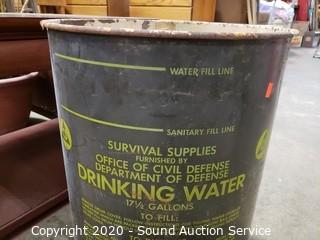 WATER FILL LINE
SANITARY FILL LINE
SURVIVAL SUPPLIES
FURNISHED BY
OFFICE OF CIVIL DEFENSE
DEPARTMENT OF DEFENSE
DRINKING WATER
17½ GALLONS
TO FILL:
Copyright 2020 - Sound Auction Service